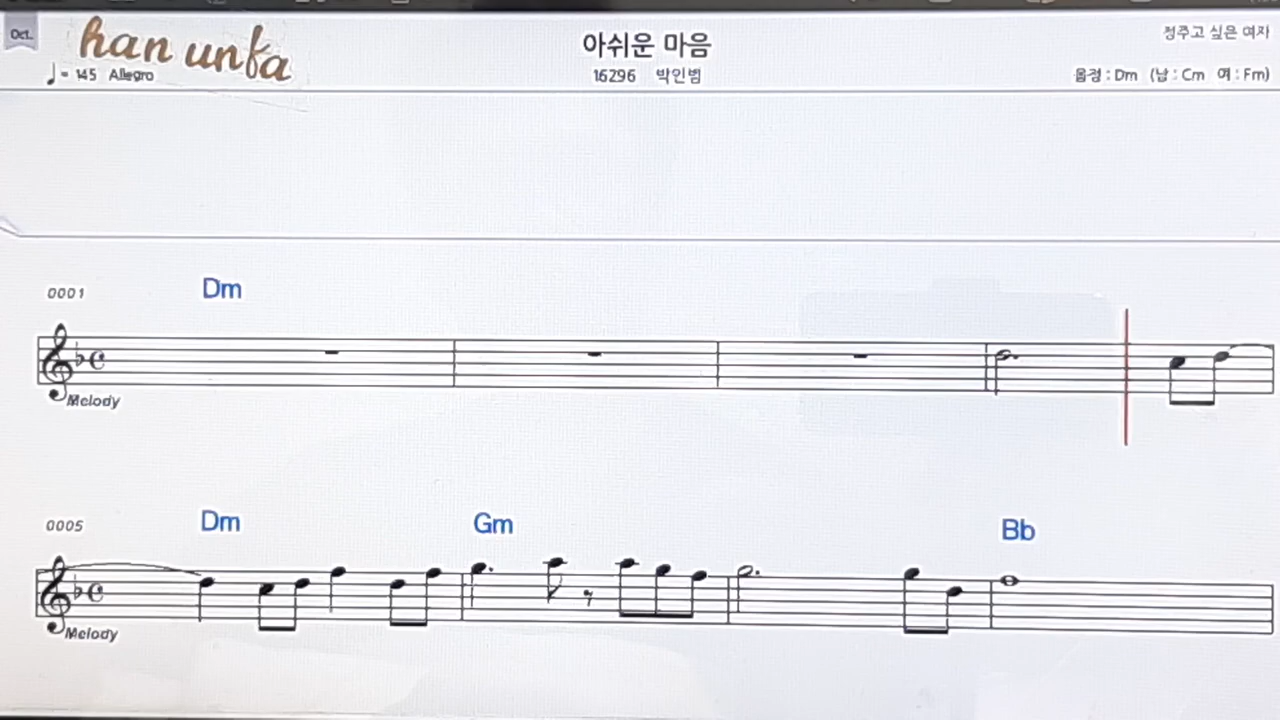 Oct.
han unfa
아쉬운 마음
정주고 싶은 여자
♩= 145 Allegro
16296 박인범
음정 : Dm (남 : Cm 여 : Fm)
0001
Dm
Melody
0005
Dm Gm Bb
Melody